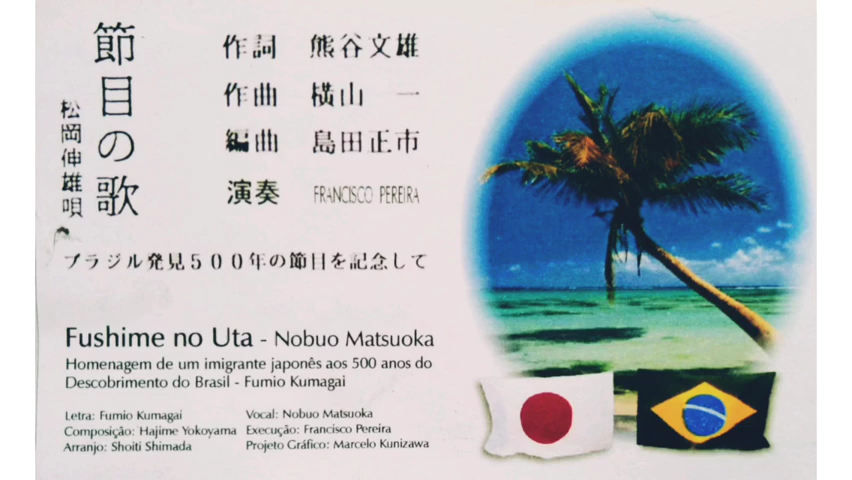 節目の歌
松岡伸雄唄
作詞 熊谷文雄
作曲 横山 一
編曲 島田正市
演奏 FRANCISCO PEREIRA
ブラジル発見500年の節目を記念して
Fushime no Uta - Nobuo Matsuoka
Homenagem de um imigrante japonês aos 500 anos do
Descobrimento do Brasil - Fumio Kumagai
Letra: Fumio Kumagai
Composição: Hajime Yokoyama
Arranjo: Shoiti Shimada
Vocal: Nobuo Matsuoka
Execução: Francisco Pereira
Projeto Gráfico: Marcelo Kunizawa